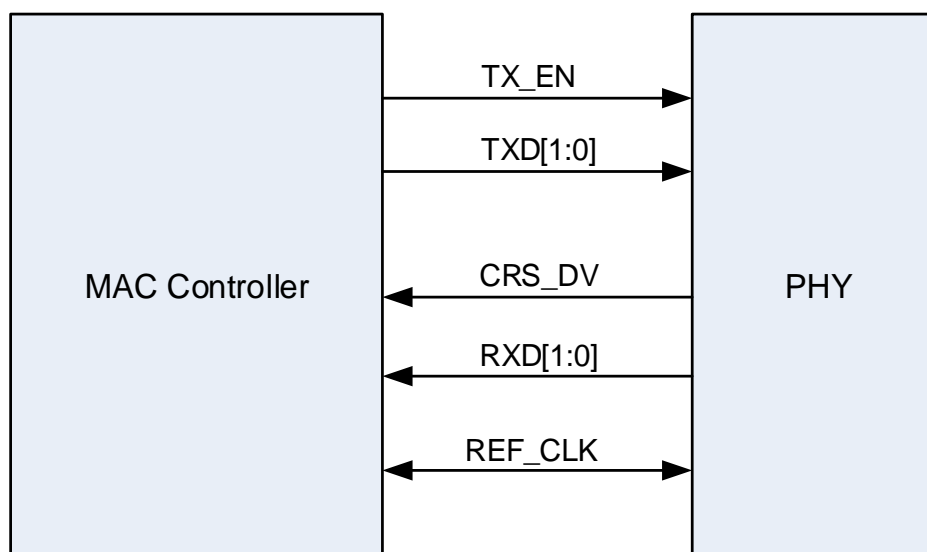 TX_EN
TXD[1:0]
MAC Controller
CRS_DV
PHY
RXD[1:0]
REF_CLK